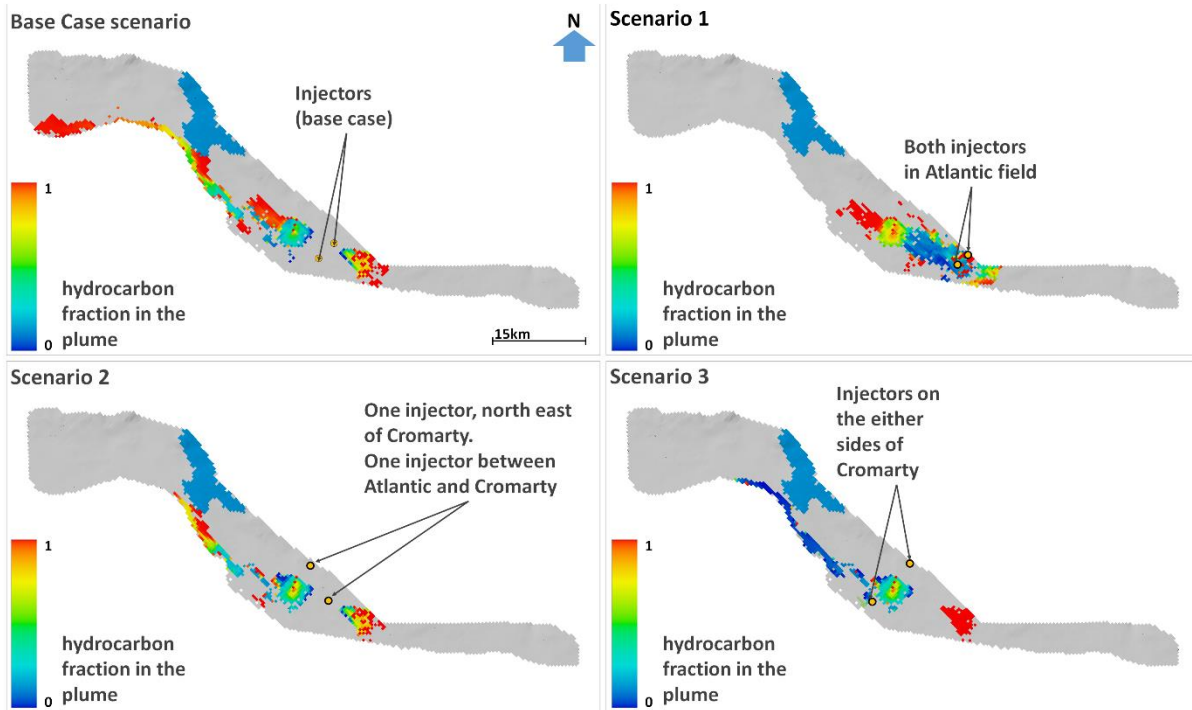 Base Case scenario
N
Injectors
(base case)
1
0
hydrocarbon
fraction in the
plume
15km
Scenario 1
Both injectors
in Atlantic field
1
0
hydrocarbon
fraction in the
plume
Scenario 2
One injector, north east
of Cromarty.
One injector between
Atlantic and Cromarty
1
0
hydrocarbon
fraction in the
plume
Scenario 3
Injectors on
the either
sides of
Cromarty
1
0
hydrocarbon
fraction in the
plume